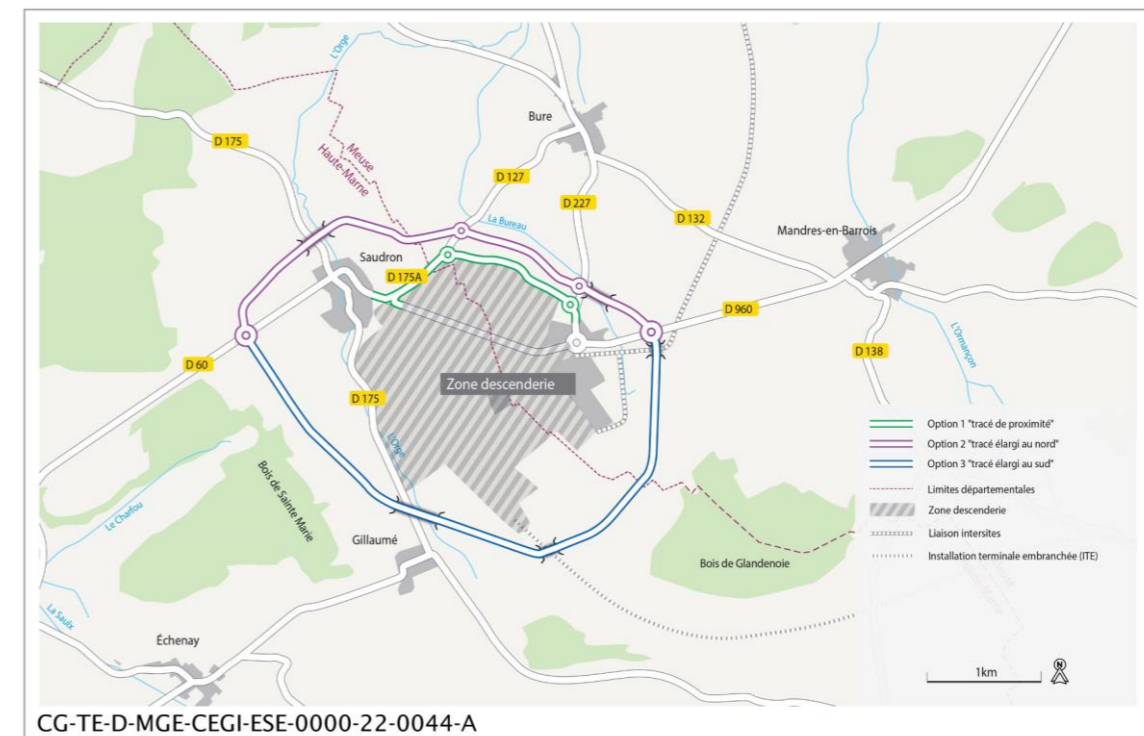 L'Orge
D 175
Meuse
Haute-Marne
Bure
D 127
D 227
La Bureau
D 132
Mandres-en-Barrois
Saudron
D 175A
D 960
L'Ormançon
D 60
D 138
Zone descenderie
D 175
L'Orge
Bois de Sainte Marie
Le Charfou
Gillaumé
Bois de Glandenoie
La Saulx
Échenay
Option 1 "tracé de proximité"
Option 2 "tracé élargi au nord"
Option 3 "tracé élargi au sud"
Limites départementales
Zone descenderie
Liaison intersites
Installation terminale embranchée (ITE)
1km
N
CG-TE-D-MGE-CEGI-ESE-0000-22-0044-A